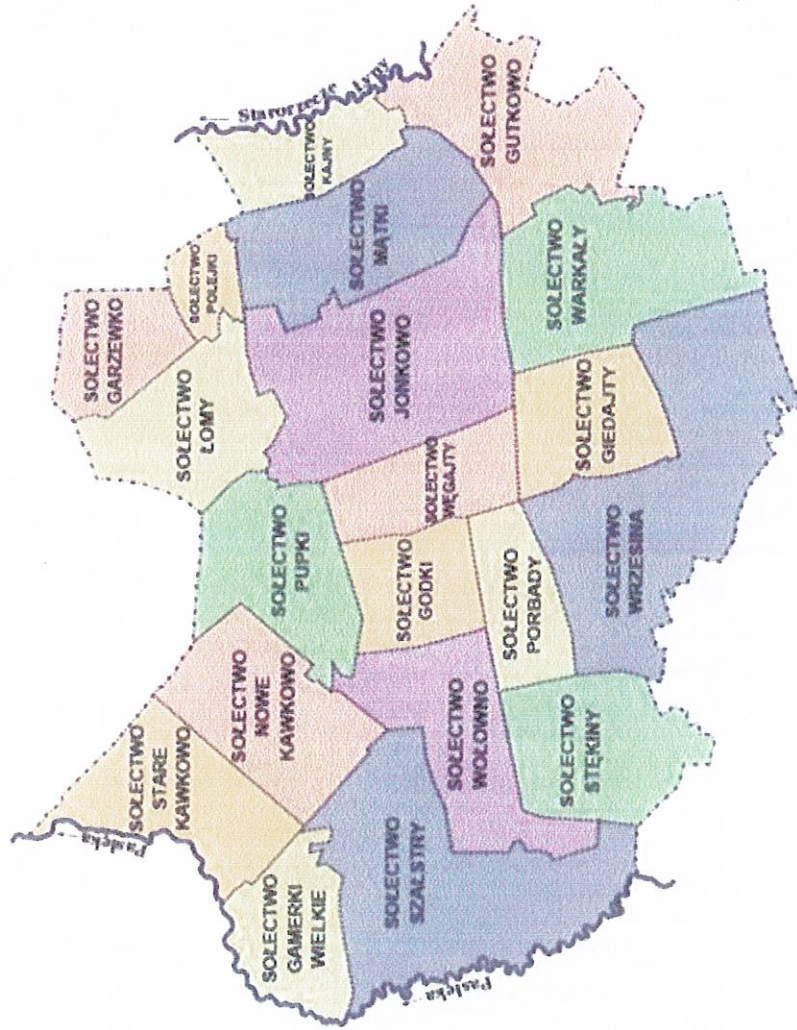 SOŁECTWO
GARZEWKO
Pasłęka
SOŁECTWO
STARE
KAWKOWO
SOŁECTWO
ŁOMY
SOŁECTWO
POLEJKI
Starorzecze Łyny
SOŁECTWO
NOWE
KAWKOWO
SOŁECTWO
GAMERKI
WIELKIE
SOŁECTWO
PUPKI
SOŁECTWO
KAJNY
SOŁECTWO
MĄTKI
SOŁECTWO
JONKOWO
SOŁECTWO
SZAŁSTRY
SOŁECTWO
GODKI
SOŁECTWO
WĘGAJTY
SOŁECTWO
WOŁOWNO
Pasłęka
SOŁECTWO
GUTKOWO
SOŁECTWO
PORBADY
SOŁECTWO
WARKAŁY
SOŁECTWO
STĘKINY
SOŁECTWO
GIEDAJTY
SOŁECTWO
WRZESINA